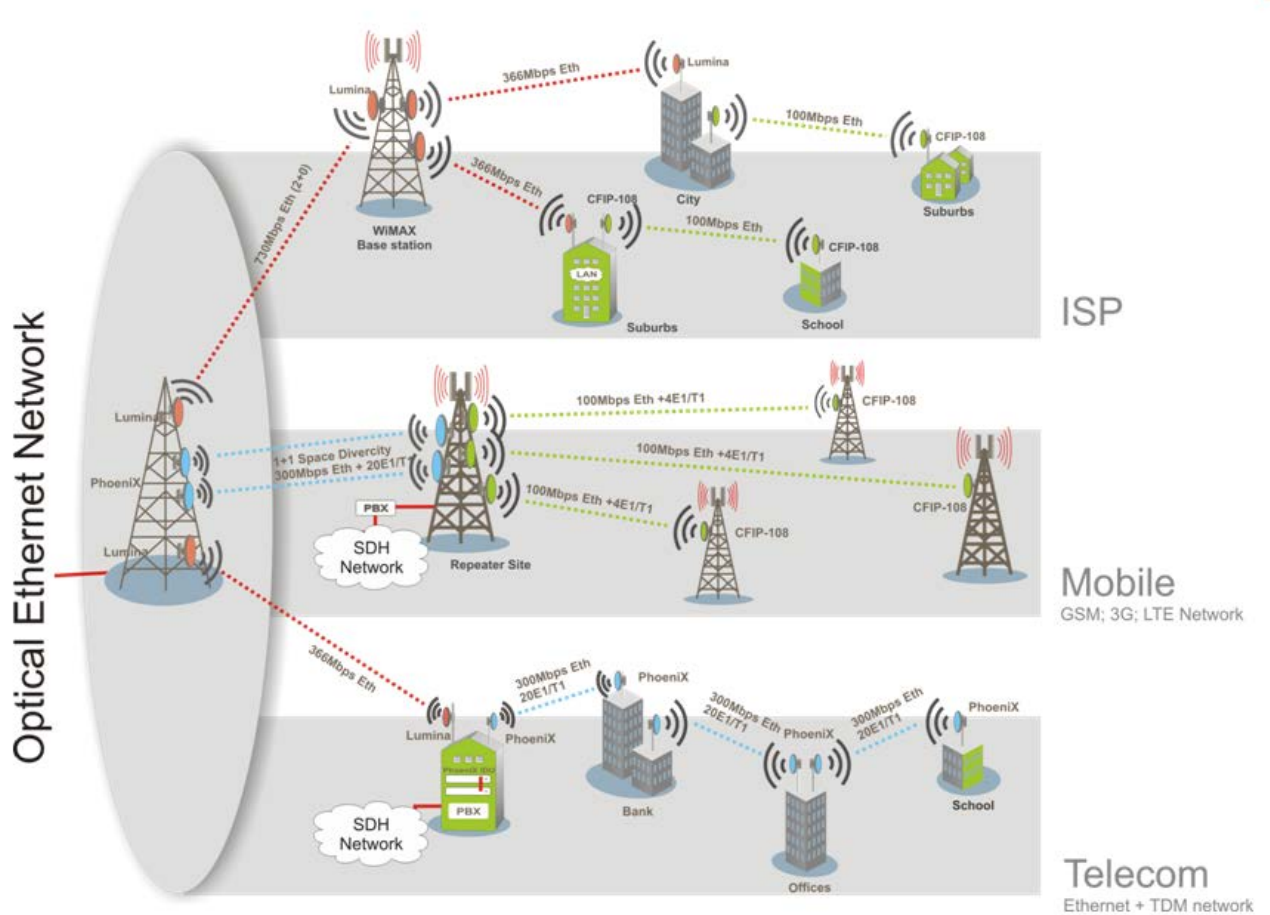 Optical Ethernet Network
Lumina
366Mbps Eth
Lumina
100Mbps Eth
CFIP-108
City
Suburbs
WiMAX
Base station
730Mbps Eth (2+0)
366Mbps Eth
CFIP-108
LAN
Suburbs
100Mbps Eth
CFIP-108
School
ISP
Lumina
PhoeniX
Lumina
1+1 Space Divercity
300Mbps Eth + 20E1/T1
100Mbps Eth +4E1/T1
CFIP-108
100Mbps Eth +4E1/T1
CFIP-108
100Mbps Eth +4E1/T1
CFIP-108
PBX
SDH
Network
Repeater Site
Mobile
GSM; 3G; LTE Network
366Mbps Eth
Lumina
PhoeniX
PhoeniX IDU
PBX
SDH
Network
300Mbps Eth
20E1/T1
PhoeniX
Bank
300Mbps Eth
20E1/T1
PhoeniX
Offices
300Mbps Eth
20E1/T1
PhoeniX
School
Telecom
Ethernet + TDM network